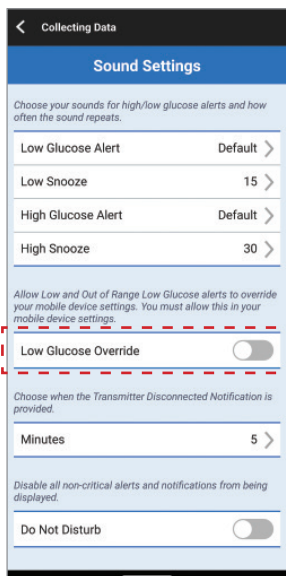 Collecting Data
Sound Settings
Choose your sounds for high/low glucose alerts and how
often the sound repeats.
Low Glucose Alert Default
Low Snooze 15
High Glucose Alert Default
High Snooze 30
Allow Low and Out of Range Low Glucose alerts to override
your mobile device settings. You must allow this in your
mobile device settings.
Low Glucose Override
Choose when the Transmitter Disconnected Notification is
provided.
Minutes 5
Disable all non-critical alerts and notifications from being
displayed.
Do Not Disturb